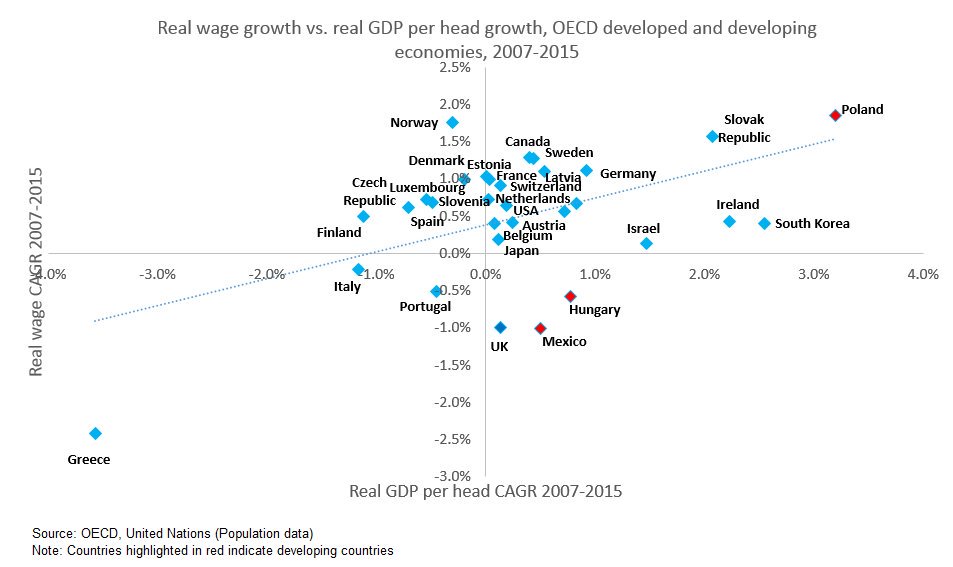 Real wage growth vs. real GDP per head growth, OECD developed and developing
economies, 2007-2015
2.5%
2.0%
1.5%
1.0%
0.5%
0.0%
-0.5%
-1.0%
-1.5%
-2.0%
-2.5%
-3.0%
Real wage CAGR 2007-2015
Poland
Slovak
Republic
Norway
Canada
Sweden
Denmark
Estonia
France
Latvia
Germany
Czech
Republic
Luxembourg
Switzerland
Slovenia
Netherlands
Spain
USA
Austria
Finland
Belgium
Japan
Israel
Ireland
South Korea
-4.0%
-3.0%
-2.0%
-1.0%
0.0%
1.0%
2.0%
3.0%
4.0%
Italy
Portugal
Hungary
UK
Mexico
Greece
Real GDP per head CAGR 2007-2015
Source: OECD, United Nations (Population data)
Note: Countries highlighted in red indicate developing countries